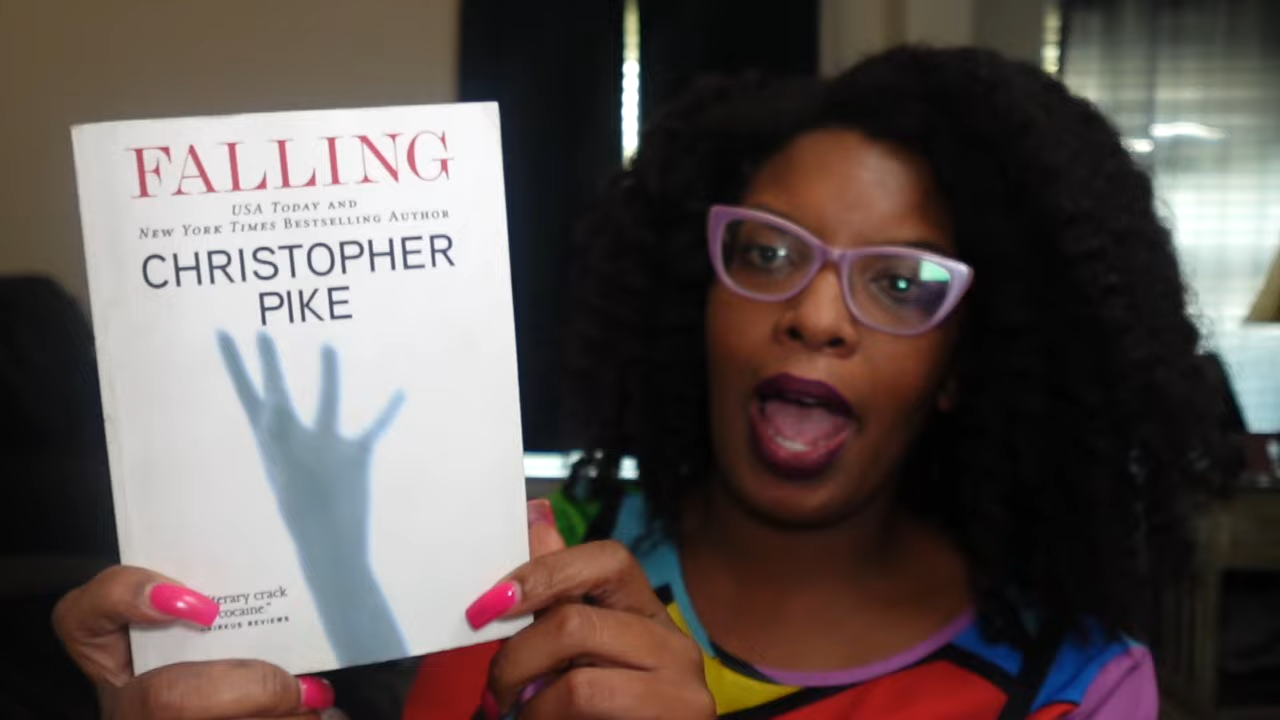 FALLING
USA TODAY AND
NEW YORK TIMES BESTSELLING AUTHOR
CHRISTOPHER
PIKE
crack
cocaine."
REVIEWS